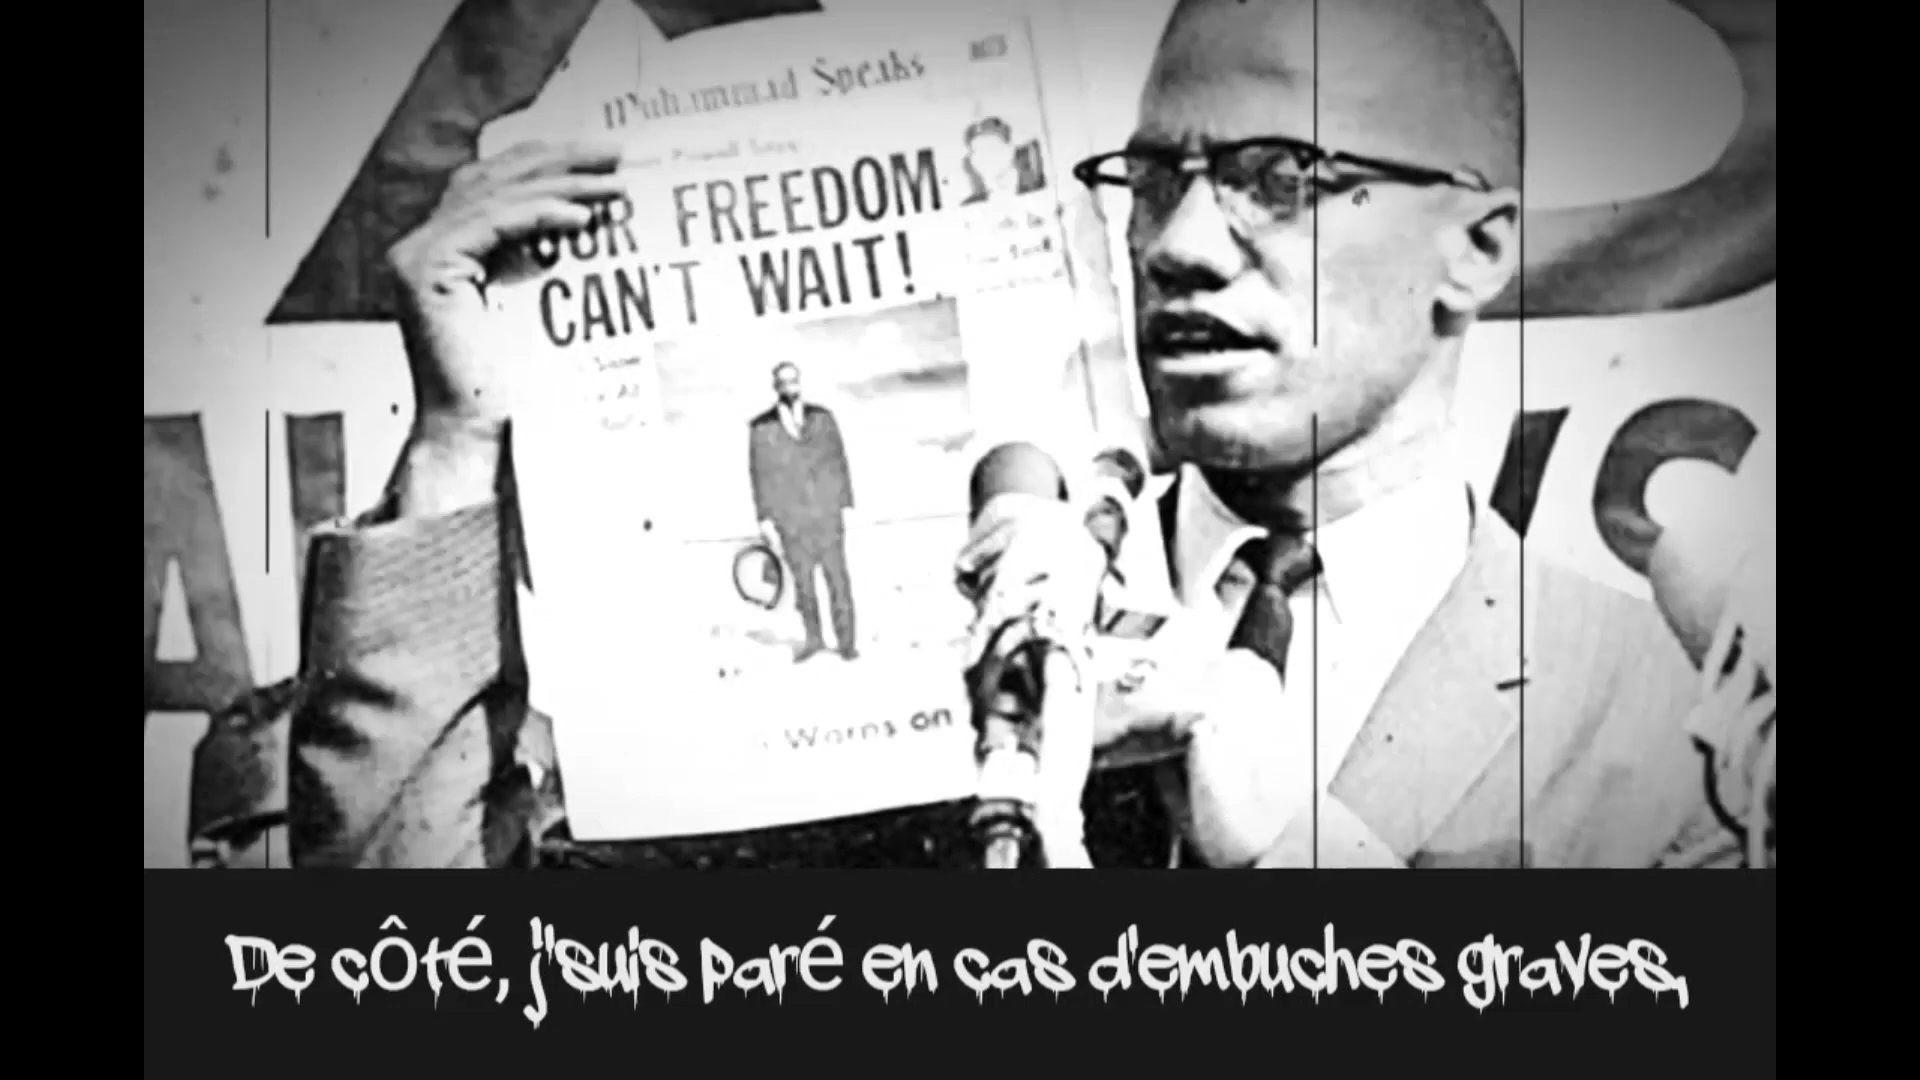 Muhammad Speaks
OUR FREEDOM
CAN'T WAIT!
Warns on
De côté, j'suis paré en cas d'embuches graves,